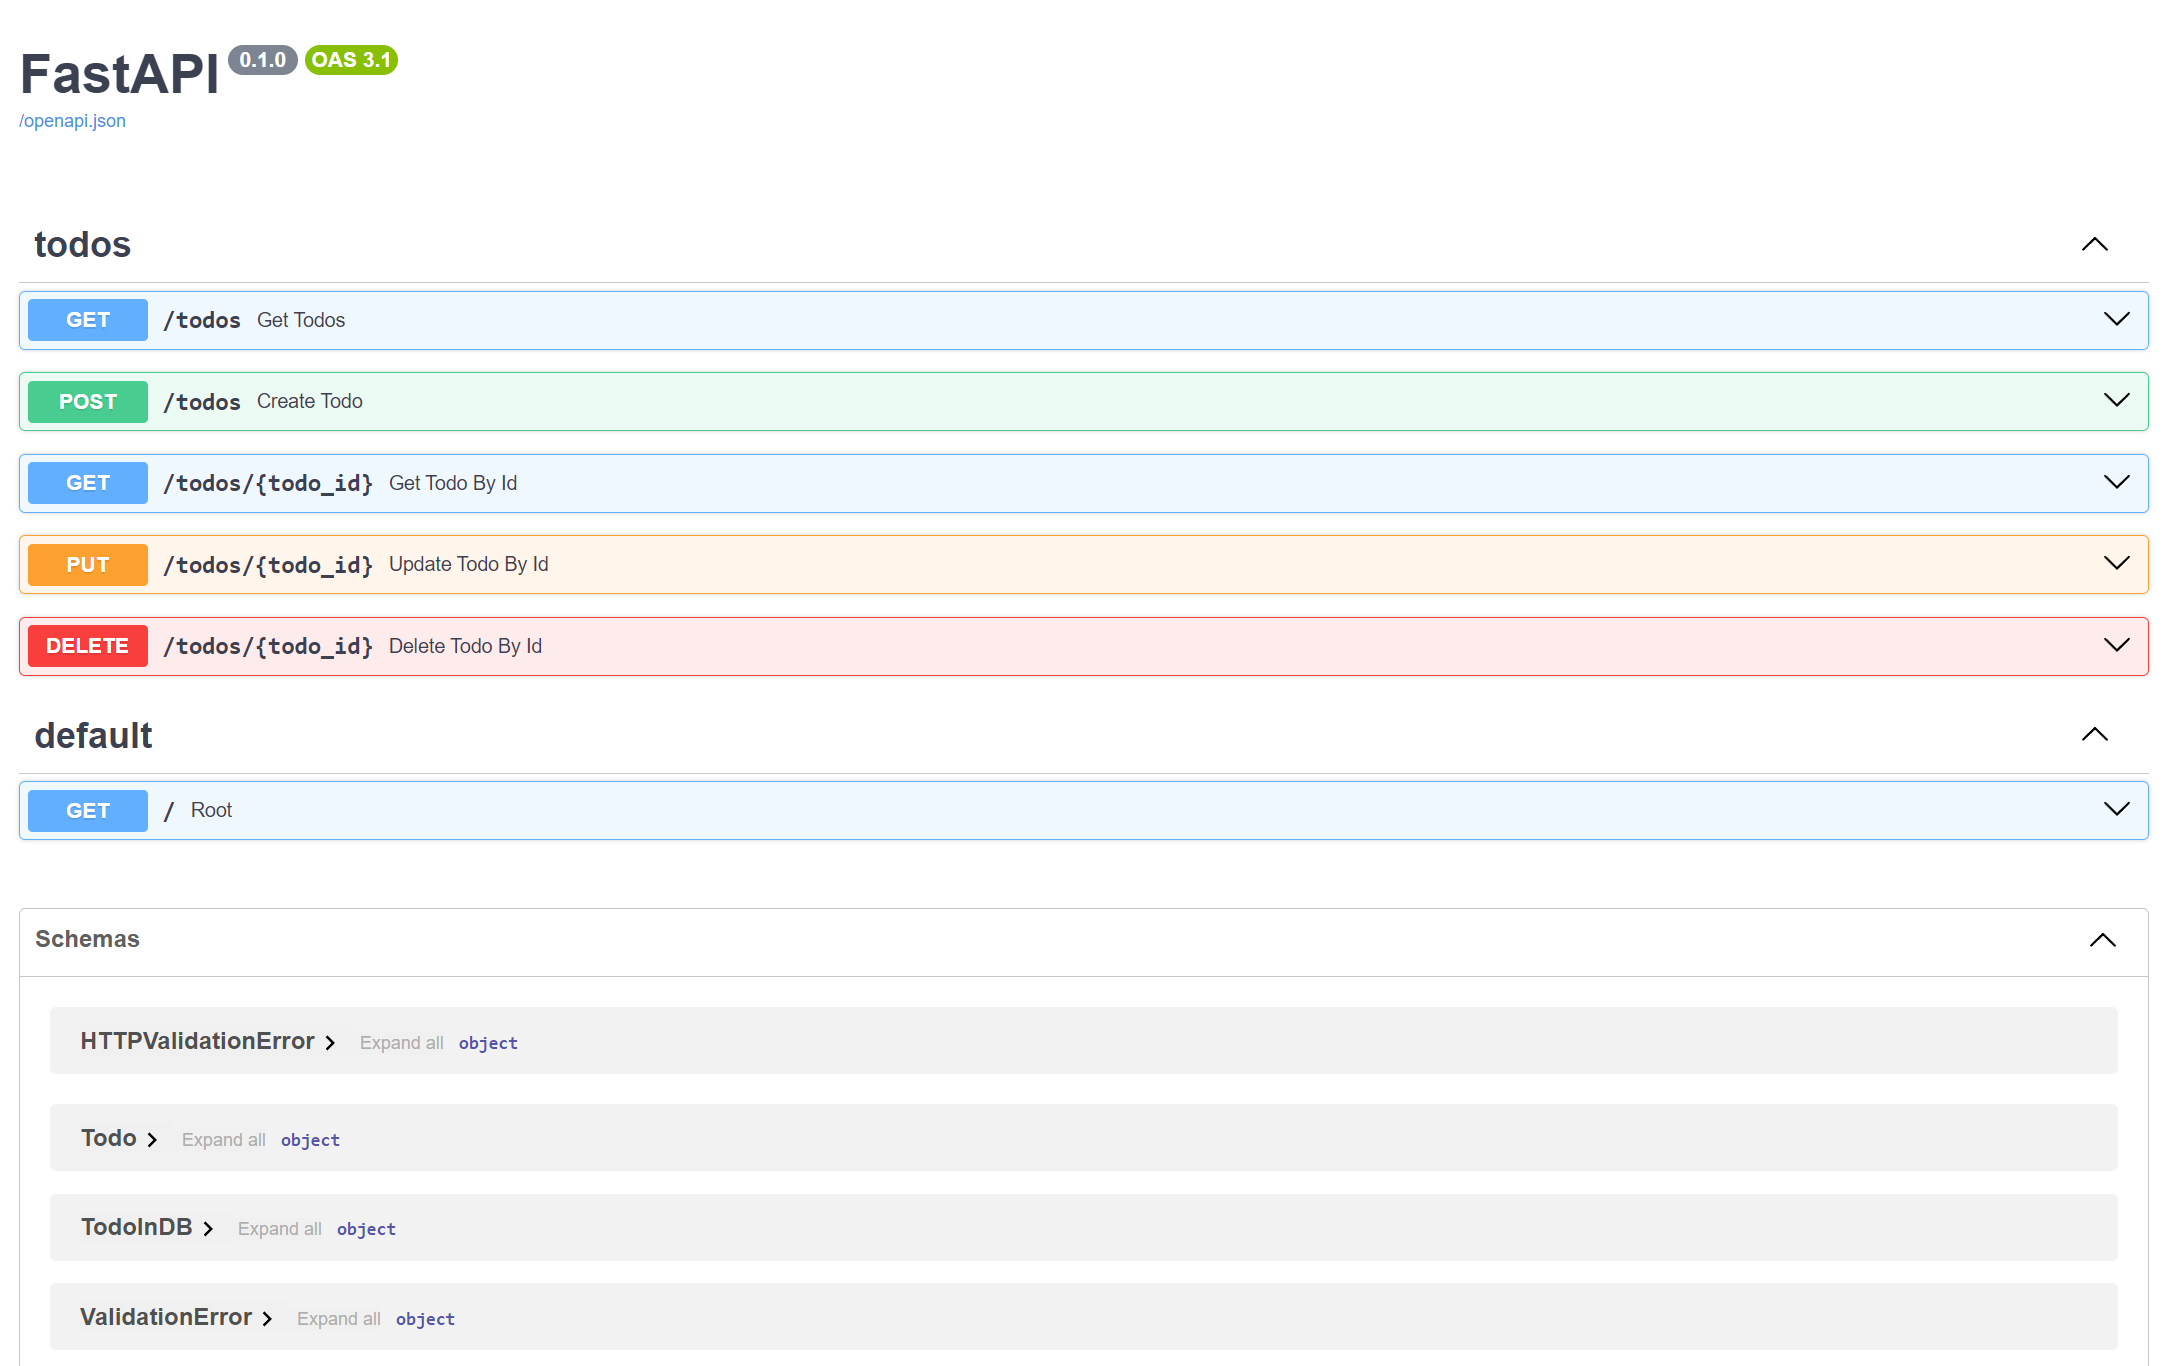 FastAPI 0.1.0 OAS 3.1
/openapi.json
todos
GET /todos Get Todos
POST /todos Create Todo
GET /todos/{todo_id} Get Todo By Id
PUT /todos/{todo_id} Update Todo By Id
DELETE /todos/{todo_id} Delete Todo By Id
default
GET / Root
Schemas
HTTPValidationError Expand all object
Todo Expand all object
TodoInDB Expand all object
ValidationError Expand all object